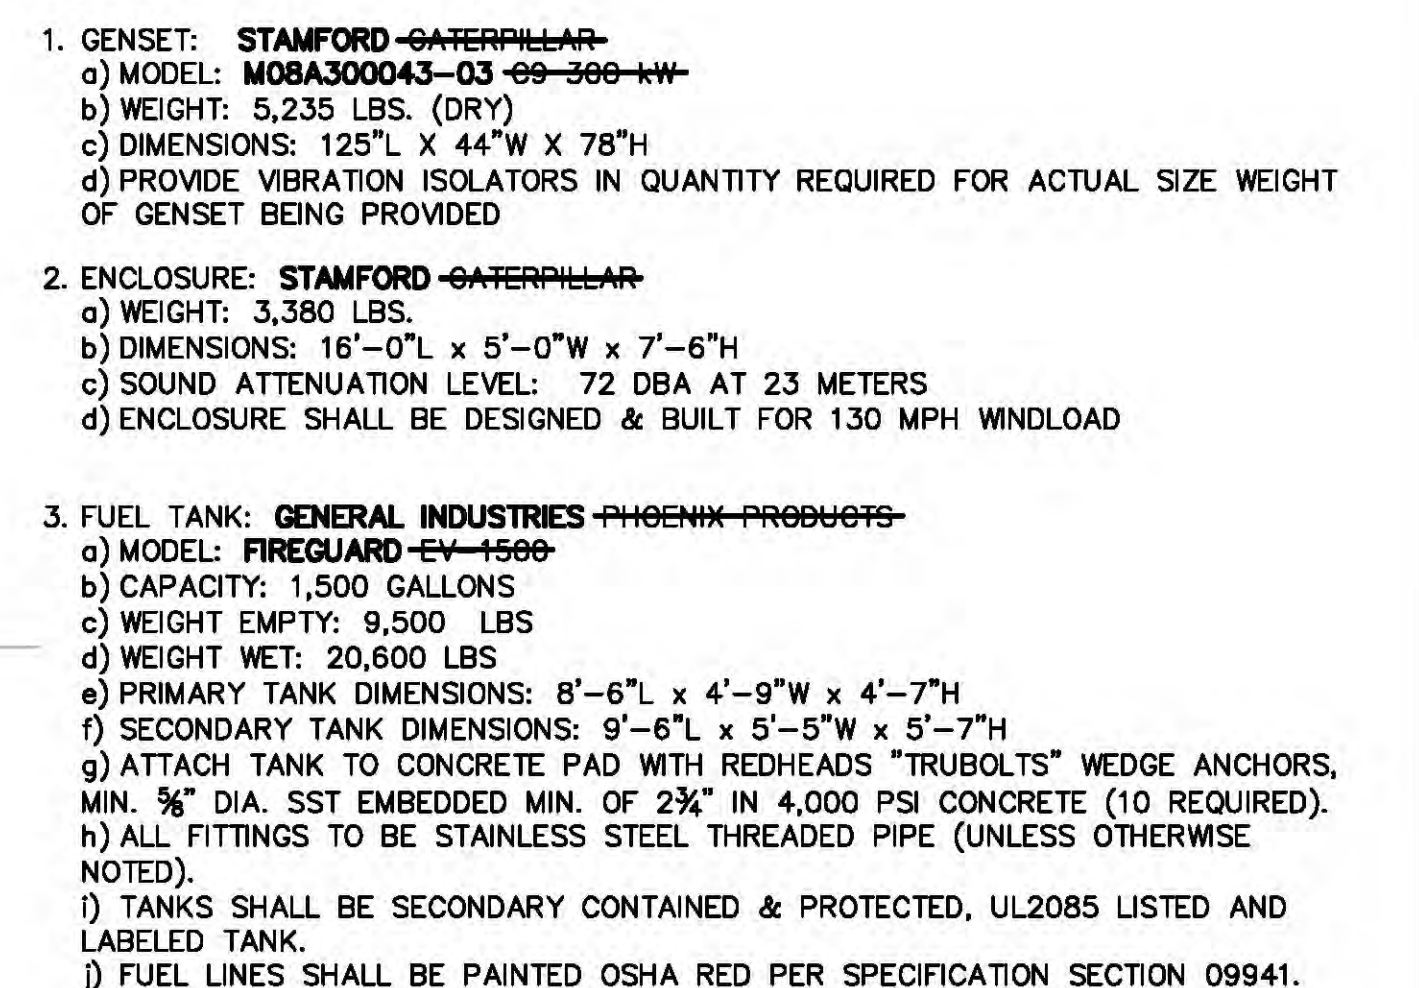 1. GENSET: STAMFORD CATERPILLAR
a) MODEL: M08A300043-03 C9 300 kW
b) WEIGHT: 5,235 LBS. (DRY)
c) DIMENSIONS: 125"L X 44"W X 78"H
d) PROVIDE VIBRATION ISOLATORS IN QUANTITY REQUIRED FOR ACTUAL SIZE WEIGHT
OF GENSET BEING PROVIDED
2. ENCLOSURE: STAMFORD CATERPILLAR
a) WEIGHT: 3,380 LBS.
b) DIMENSIONS: 16'-0"L x 5'-0"W x 7'-6"H
c) SOUND ATTENUATION LEVEL: 72 DBA AT 23 METERS
d) ENCLOSURE SHALL BE DESIGNED & BUILT FOR 130 MPH WINDLOAD
3. FUEL TANK: GENERAL INDUSTRIES PHOENIX PRODUCTS
a) MODEL: FIREGUARD EV-1500
b) CAPACITY: 1,500 GALLONS
c) WEIGHT EMPTY: 9,500 LBS
d) WEIGHT WET: 20,600 LBS
e) PRIMARY TANK DIMENSIONS: 8'-6"L x 4'-9"W x 4'-7"H
f) SECONDARY TANK DIMENSIONS: 9'-6"L x 5'-5"W x 5'-7"H
g) ATTACH TANK TO CONCRETE PAD WITH REDHEADS "TRUBOLTS" WEDGE ANCHORS,
MIN. ⅝" DIA. SST EMBEDDED MIN. OF 2¾" IN 4,000 PSI CONCRETE (10 REQUIRED).
h) ALL FITTINGS TO BE STAINLESS STEEL THREADED PIPE (UNLESS OTHERWISE
NOTED).
i) TANKS SHALL BE SECONDARY CONTAINED & PROTECTED, UL2085 LISTED AND
LABELED TANK.
j) FUEL LINES SHALL BE PAINTED OSHA RED PER SPECIFICATION SECTION 09941.